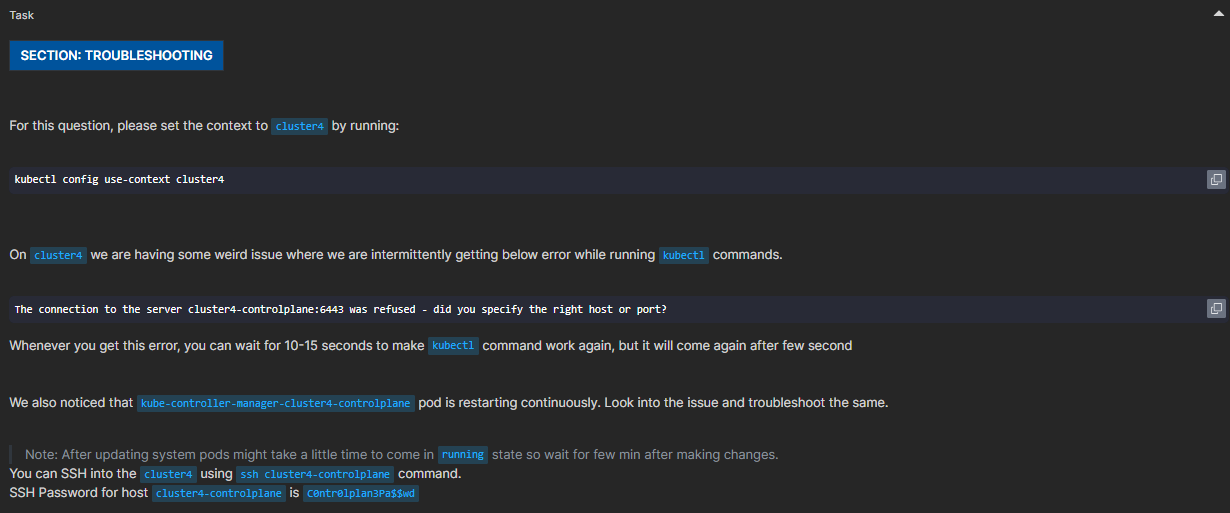 Task
SECTION: TROUBLESHOOTING
For this question, please set the context to cluster4 by running:
kubectl config use-context cluster4
On cluster4 we are having some weird issue where we are intermittently getting below error while running kubectl commands.
The connection to the server cluster4-controlplane:6443 was refused - did you specify the right host or port?
Whenever you get this error, you can wait for 10-15 seconds to make kubectl command work again, but it will come again after few second
We also noticed that kube-controller-manager-cluster4-controlplane pod is restarting continuously. Look into the issue and troubleshoot the same.
Note: After updating system pods might take a little time to come in running state so wait for few min after making changes.
You can SSH into the cluster4 using ssh cluster4-controlplane command.
SSH Password for host cluster4-controlplane is C0ntr0lplan3Pa$$wd